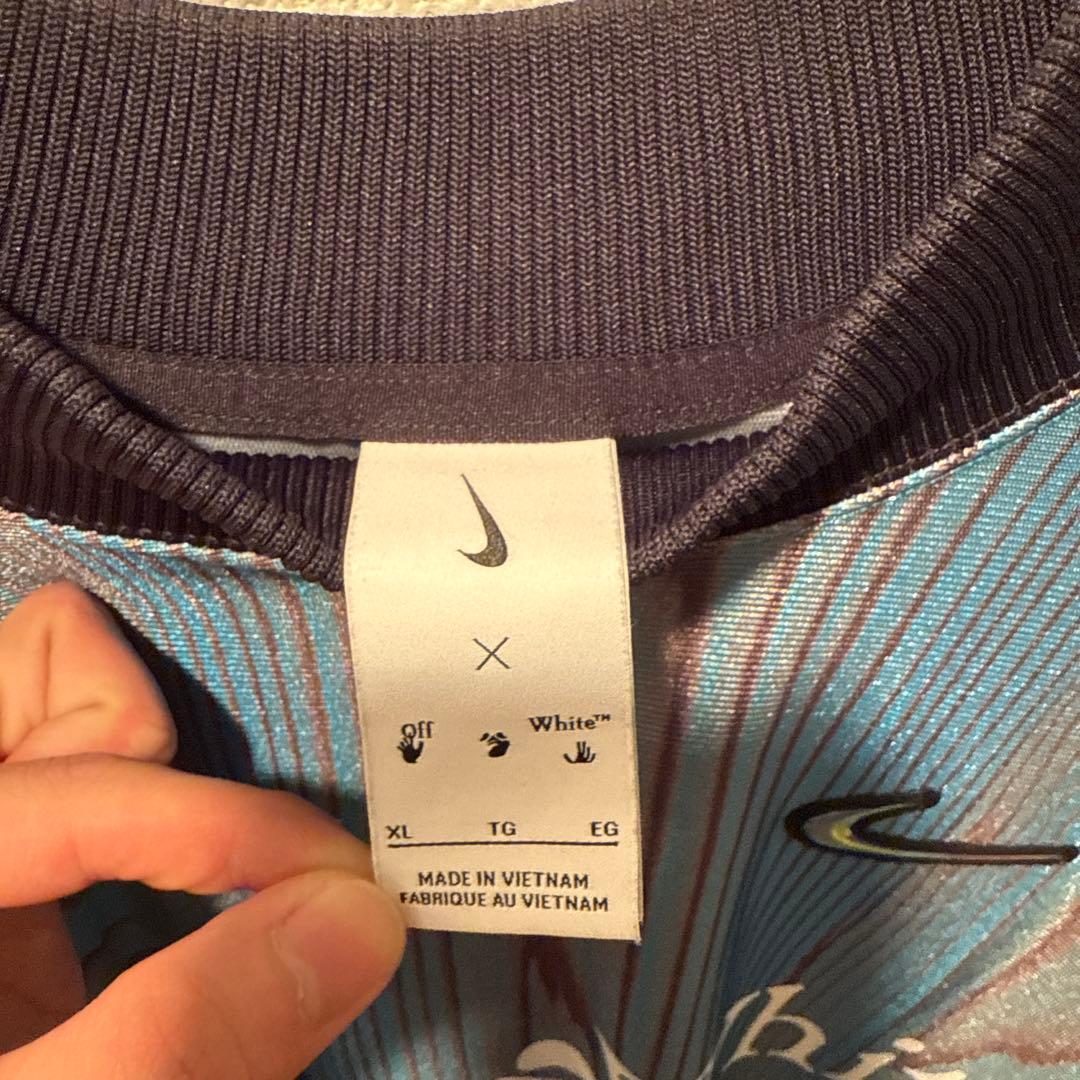 ×
Off White™
XL TG EG
MADE IN VIETNAM
FABRIQUE AU VIETNAM